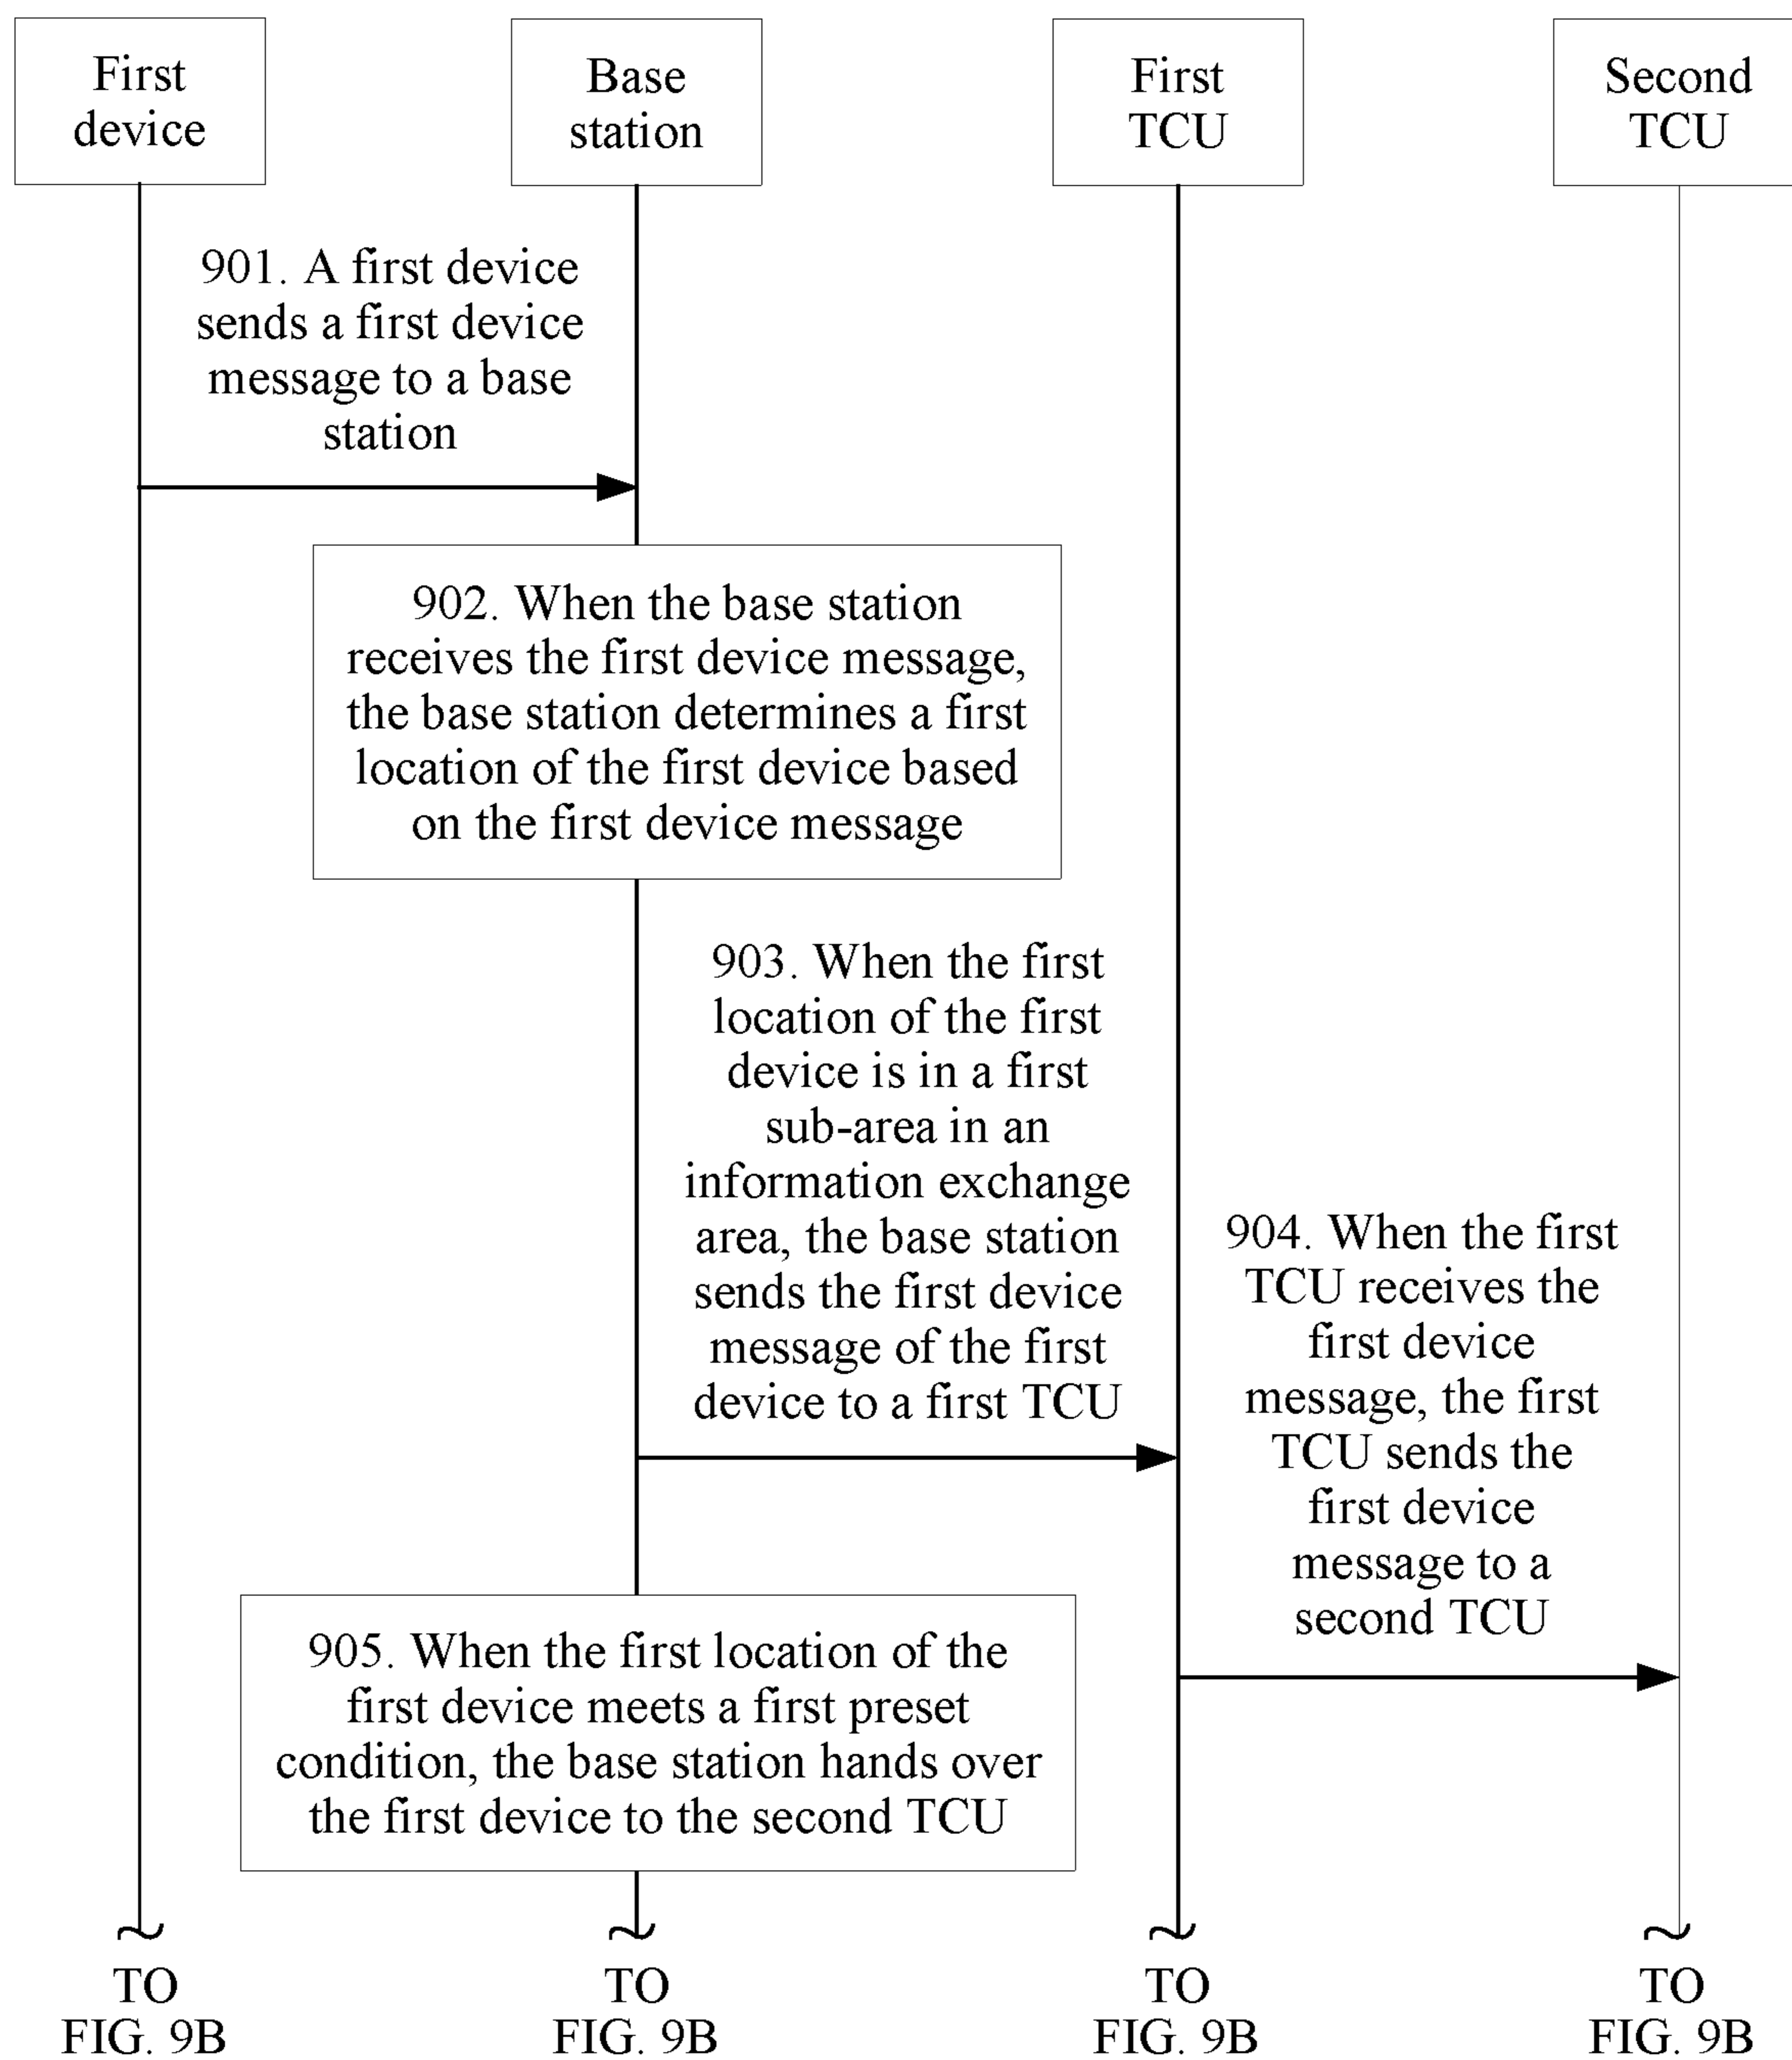 First
device
Base
station
First
TCU
Second
TCU
901. A first device
sends a first device
message to a base
station
902. When the base station
receives the first device message,
the base station determines a first
location of the first device based
on the first device message
903. When the first
location of the first
device is in a first
sub-area in an
information exchange
area, the base station
sends the first device
message of the first
device to a first TCU
904. When the first
TCU receives the
first device
message, the first
TCU sends the
first device
message to a
second TCU
905. When the first location of the
first device meets a first preset
condition, the base station hands over
the first device to the second TCU
TO
FIG. 9B
TO
FIG. 9B
TO
FIG. 9B
TO
FIG. 9B